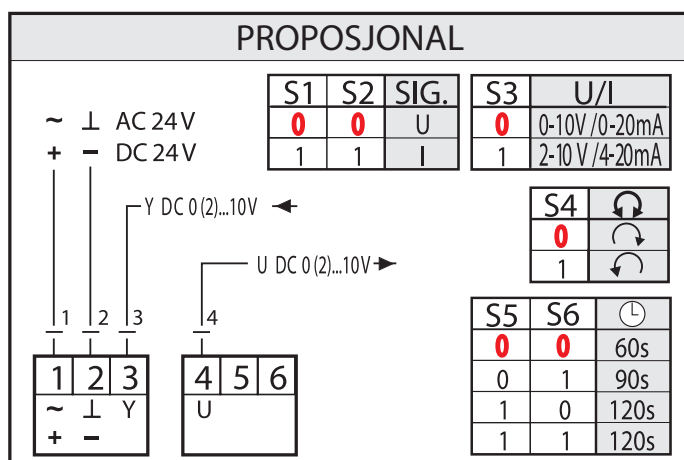 PROPOSJONAL
~ ⊥ AC 24 V
+ – DC 24 V
Y DC 0 (2)...10V
U DC 0 (2)...10V
1 2 3 4
1 2 3
~ ⊥ Y
+ –
4 5 6
U
S1 S2 SIG.
0 0 U
1 1 I
S3 U/I
0 0-10V /0-20mA
1 2-10 V /4-20mA
S4
0
1
S5 S6
0 0 60s
0 1 90s
1 0 120s
1 1 120s